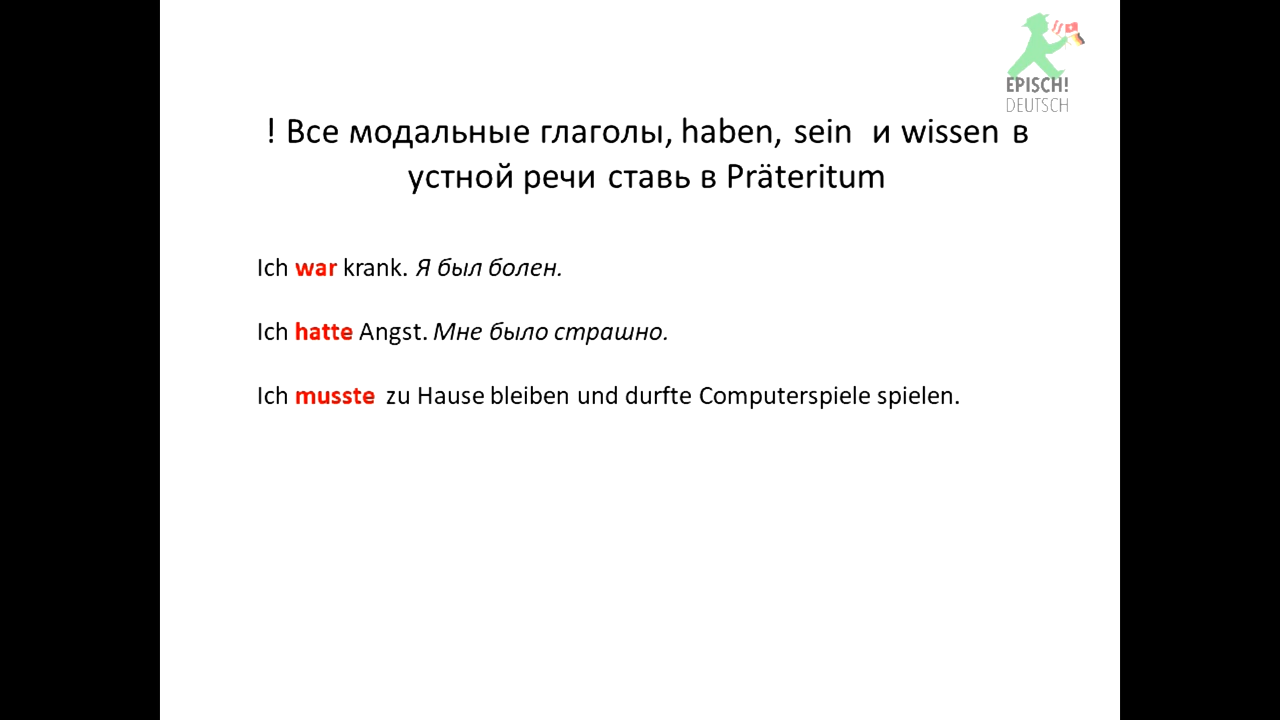 EPISCH!
DEUTSCH
! Все модальные глаголы, haben, sein и wissen в
устной речи ставь в Präteritum
Ich war krank. Я был болен.
Ich hatte Angst. Мне было страшно.
Ich musste zu Hause bleiben und durfte Computerspiele spielen.